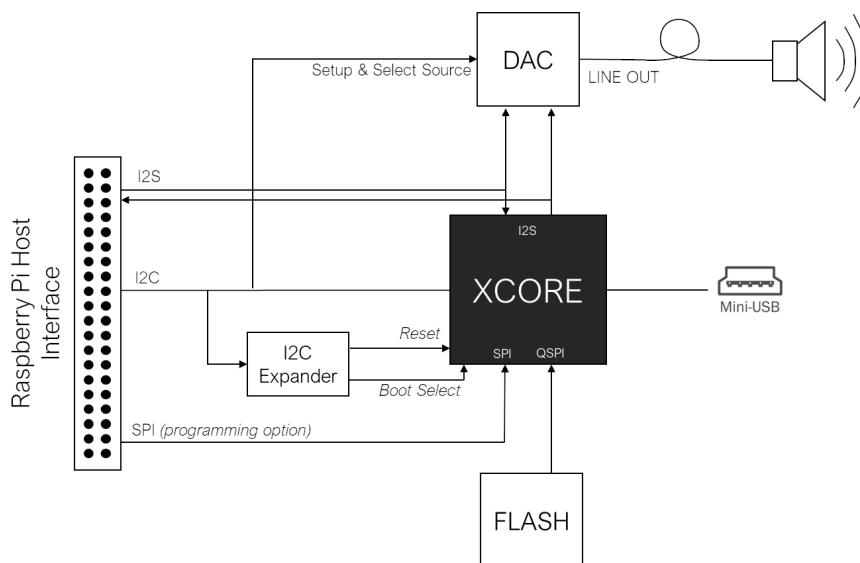 DAC
Setup & Select Source
LINE OUT
I2S
I2S
Raspberry Pi Host
Interface
I2C
XCORE
Mini-USB
Reset
I2C
Expander
SPI
QSPI
Boot Select
SPI (programming option)
FLASH